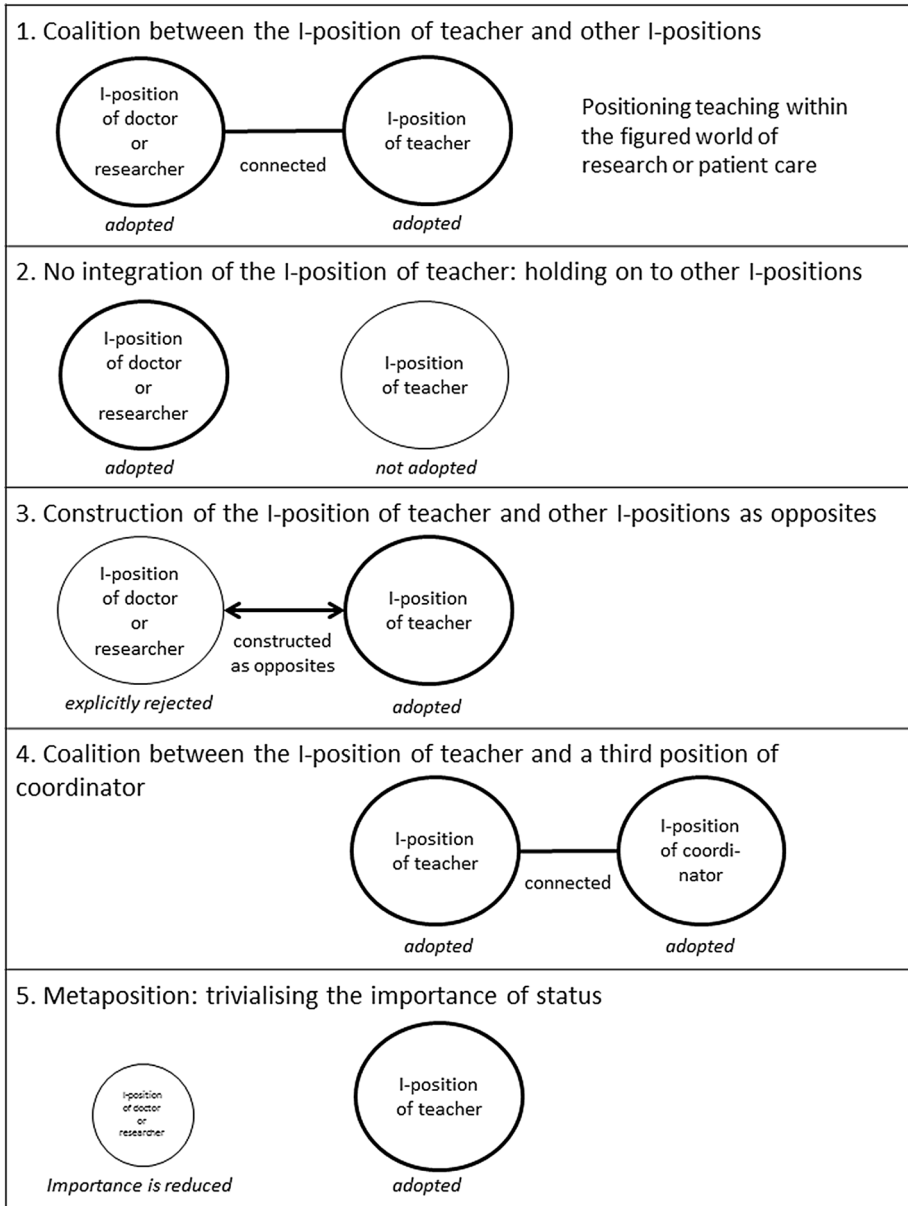 1. Coalition between the I-position of teacher and other I-positions
I-position
of doctor
or
researcher
connected
I-position
of teacher
adopted
adopted
Positioning teaching within
the figured world of
research or patient care
2. No integration of the I-position of teacher: holding on to other I-positions
I-position
of doctor
or
researcher
I-position
of teacher
adopted
not adopted
3. Construction of the I-position of teacher and other I-positions as opposites
I-position
of doctor
or
researcher
constructed
as opposites
I-position
of teacher
explicitly rejected
adopted
4. Coalition between the I-position of teacher and a third position of
coordinator
I-position
of teacher
connected
I-position
of coordi-
nator
adopted
adopted
5. Metaposition: trivialising the importance of status
I-position
of doctor
or
researcher
I-position
of teacher
Importance is reduced
adopted